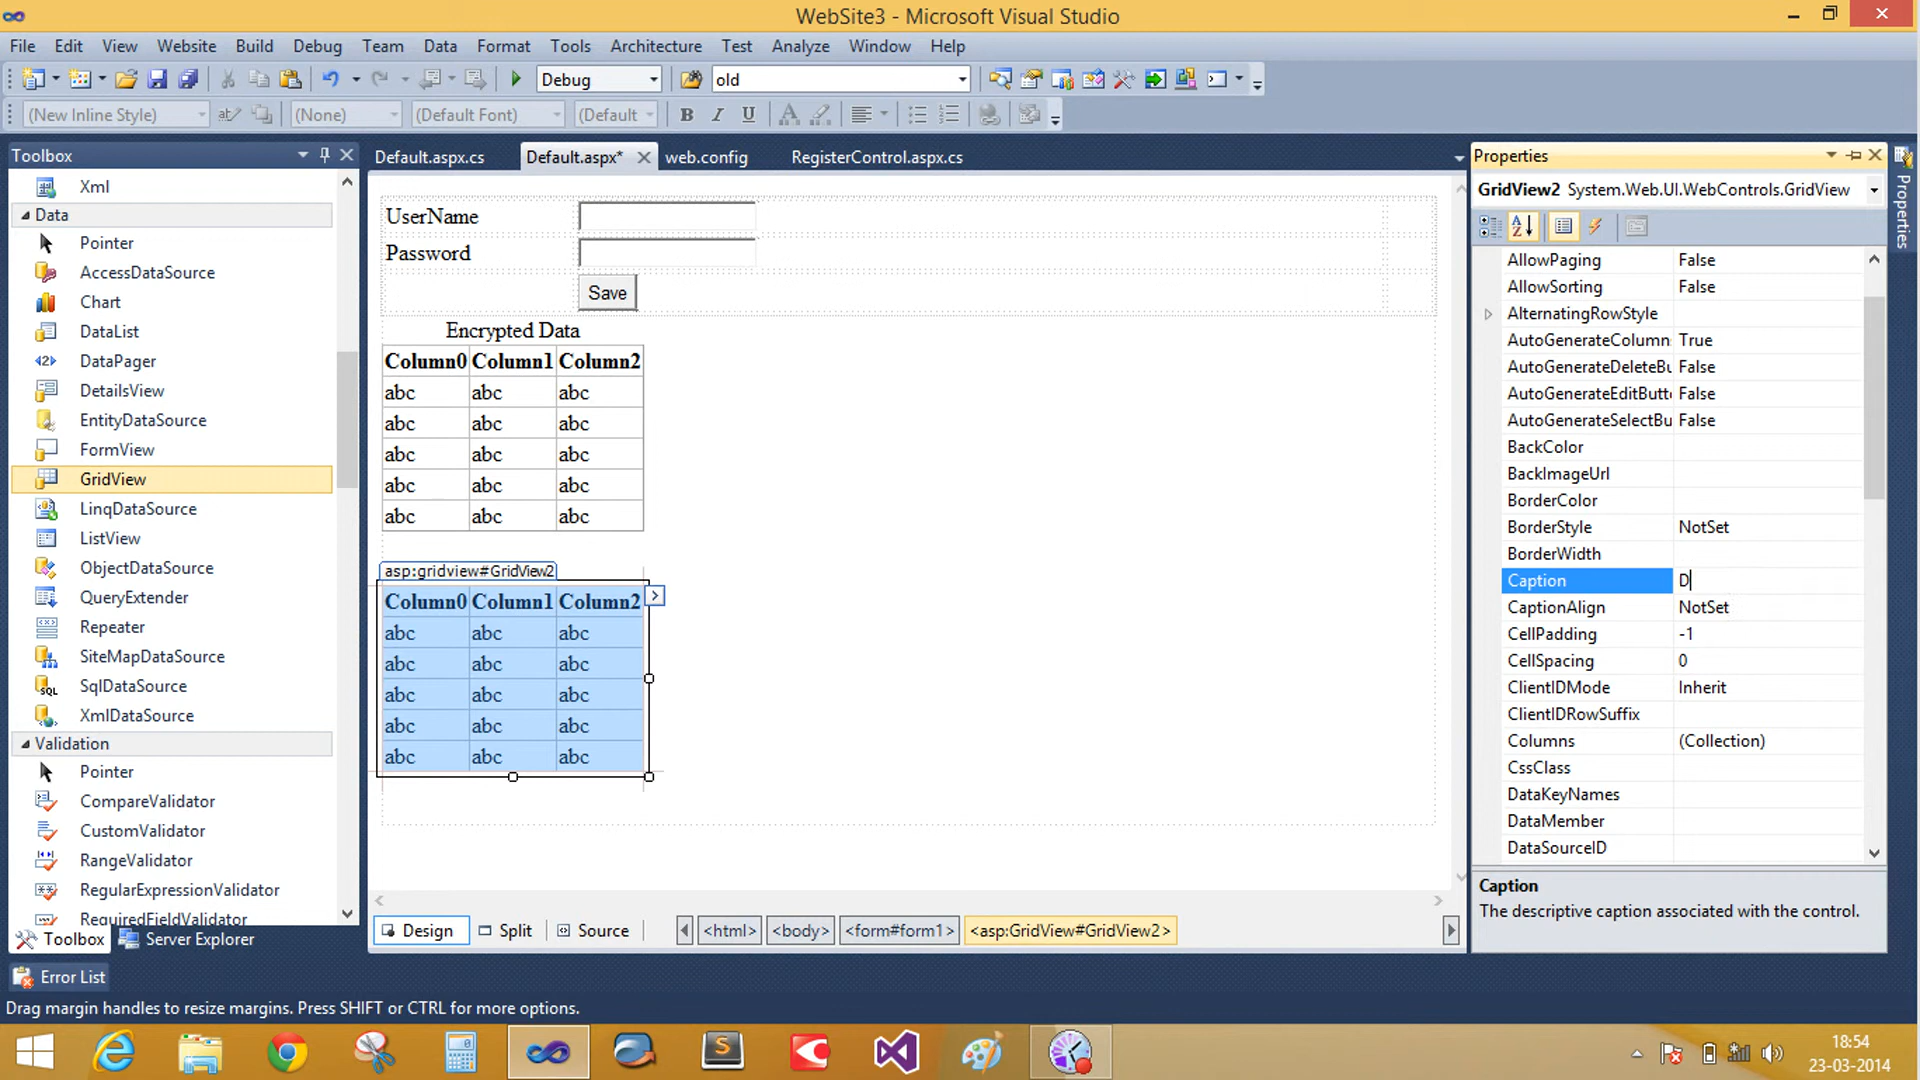 WebSite3 - Microsoft Visual Studio
File Edit View Website Build Debug Team Data Format Tools Architecture Test Analyze Window Help
Debug old
(New Inline Style) (None) (Default Font) (Default B I U
Toolbox
Xml
Data
Pointer
AccessDataSource
Chart
DataList
DataPager
DetailsView
EntityDataSource
FormView
GridView
LinqDataSource
ListView
ObjectDataSource
QueryExtender
Repeater
SiteMapDataSource
SqlDataSource
XmlDataSource
Validation
Pointer
CompareValidator
CustomValidator
RangeValidator
RegularExpressionValidator
RequiredFieldValidator
Toolbox Server Explorer
Default.aspx.cs Default.aspx* web.config RegisterControl.aspx.cs
UserName
Password
Save
Encrypted Data
Column0 Column1 Column2
abc abc abc
abc abc abc
abc abc abc
abc abc abc
abc abc abc
asp:gridview#GridView2
Column0 Column1 Column2
abc abc abc
abc abc abc
abc abc abc
abc abc abc
abc abc abc
Design Split Source <html> <body> <form#form1> <asp:GridView#GridView2>
Properties
GridView2 System.Web.UI.WebControls.GridView
AllowPaging False
AllowSorting False
AlternatingRowStyle
AutoGenerateColumn: True
AutoGenerateDeleteBu False
AutoGenerateEditButt( False
AutoGenerateSelectBu False
BackColor
BackImageUrl
BorderColor
BorderStyle NotSet
BorderWidth
Caption D
CaptionAlign NotSet
CellPadding -1
CellSpacing 0
ClientIDMode Inherit
ClientIDRowSuffix
Columns (Collection)
CssClass
DataKeyNames
DataMember
DataSourceID
Caption
The descriptive caption associated with the control.
Properties
Error List
Drag margin handles to resize margins. Press SHIFT or CTRL for more options.
18:54
23-03-2014